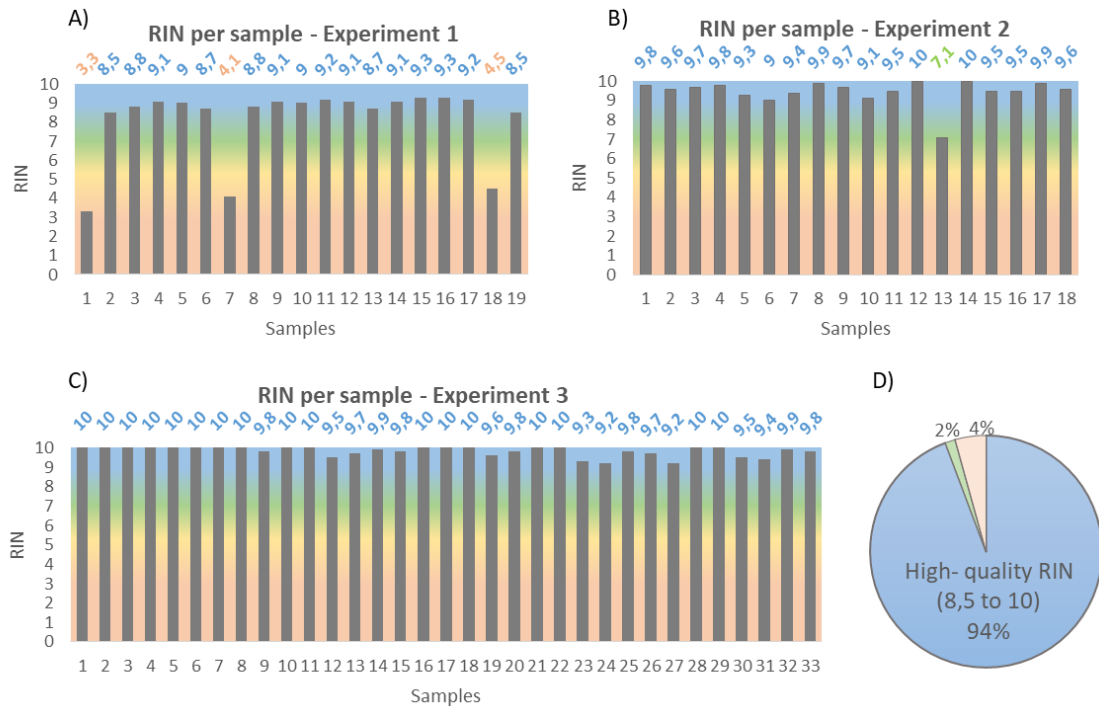 A)
RIN per sample - Experiment 1
3,3 8,5 8,8 9,1 9 8,7 4,1 8,8 9,1 9 9,2 9,1 8,7 9,1 9,3 9,3 9,2 4,5 8,5
10
9
8
7
6
5
4
3
2
1
0
RIN
1 2 3 4 5 6 7 8 9 10 11 12 13 14 15 16 17 18 19
Samples
B)
RIN per sample - Experiment 2
9,8 9,6 9,7 9,8 9,3 9 9,4 9,9 9,7 9,1 9,5 10 7,1 10 9,5 9,5 9,9 9,6
10
9
8
7
6
5
4
3
2
1
0
RIN
1 2 3 4 5 6 7 8 9 10 11 12 13 14 15 16 17 18
Samples
C)
RIN per sample - Experiment 3
10 10 10 10 10 10 10 10 9,8 10 10 9,5 9,7 9,9 9,8 10 10 10 9,6 9,8 10 10 9,3 9,2 9,8 9,7 9,2 10 10 9,5 9,4 9,9 9,8
10
9
8
7
6
5
4
3
2
1
0
RIN
1 2 3 4 5 6 7 8 9 10 11 12 13 14 15 16 17 18 19 20 21 22 23 24 25 26 27 28 29 30 31 32 33
Samples
D)
2% 4%
High- quality RIN
(8,5 to 10)
94%